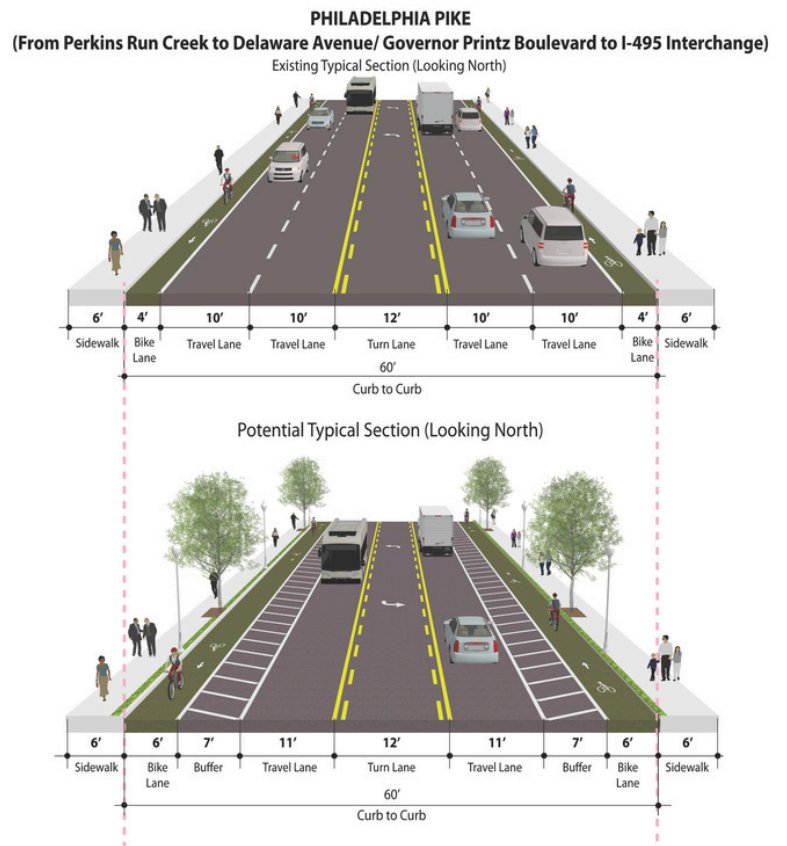 PHILADELPHIA PIKE
(From Perkins Run Creek to Delaware Avenue/ Governor Printz Boulevard to I-495 Interchange)
Existing Typical Section (Looking North)
6' 4' 10' 10' 12' 10' 10' 4' 6'
Sidewalk Bike Lane Travel Lane Travel Lane Turn Lane Travel Lane Travel Lane Bike Lane Sidewalk
60'
Curb to Curb
Potential Typical Section (Looking North)
6' 6' 7' 11' 12' 11' 7' 6' 6'
Sidewalk Bike Lane Buffer Travel Lane Turn Lane Travel Lane Buffer Bike Lane Sidewalk
60'
Curb to Curb